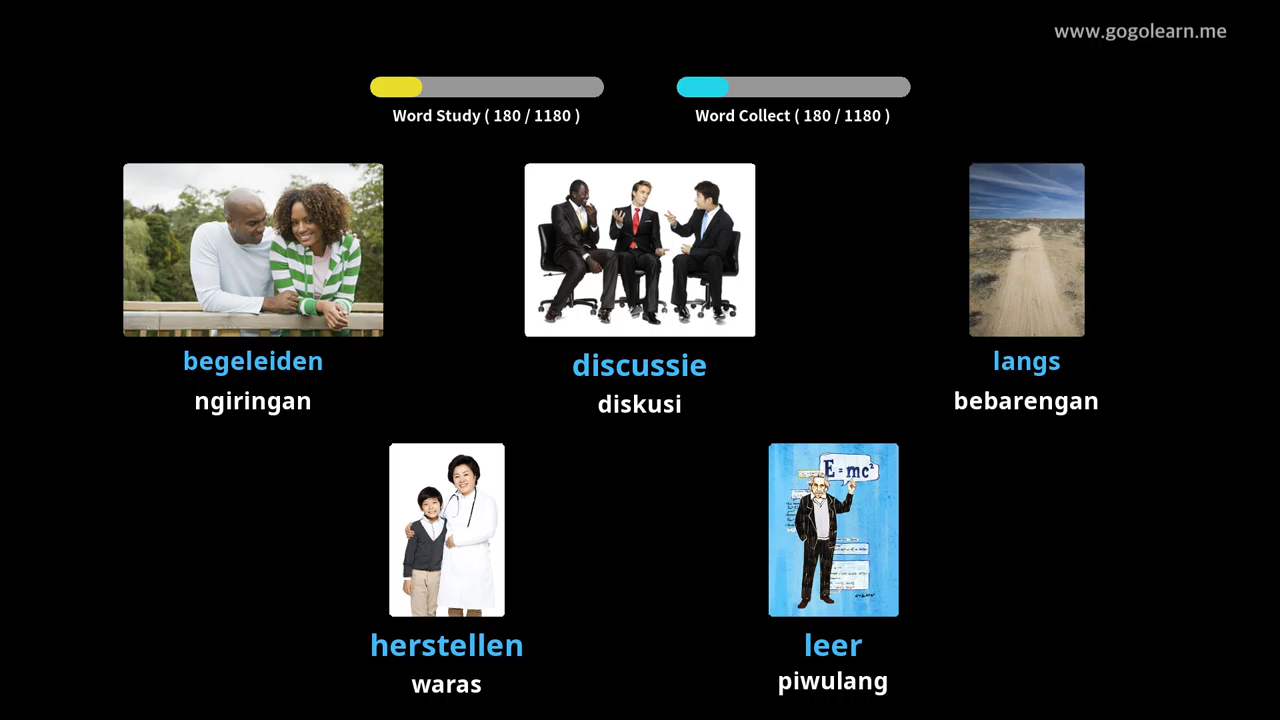 www.gogolearn.me
Word Study ( 180 / 1180 )
Word Collect ( 180 / 1180 )
begeleiden
ngiringan
discussie
diskusi
langs
bebarengan
E=mc²
herstellen
waras
leer
piwulang